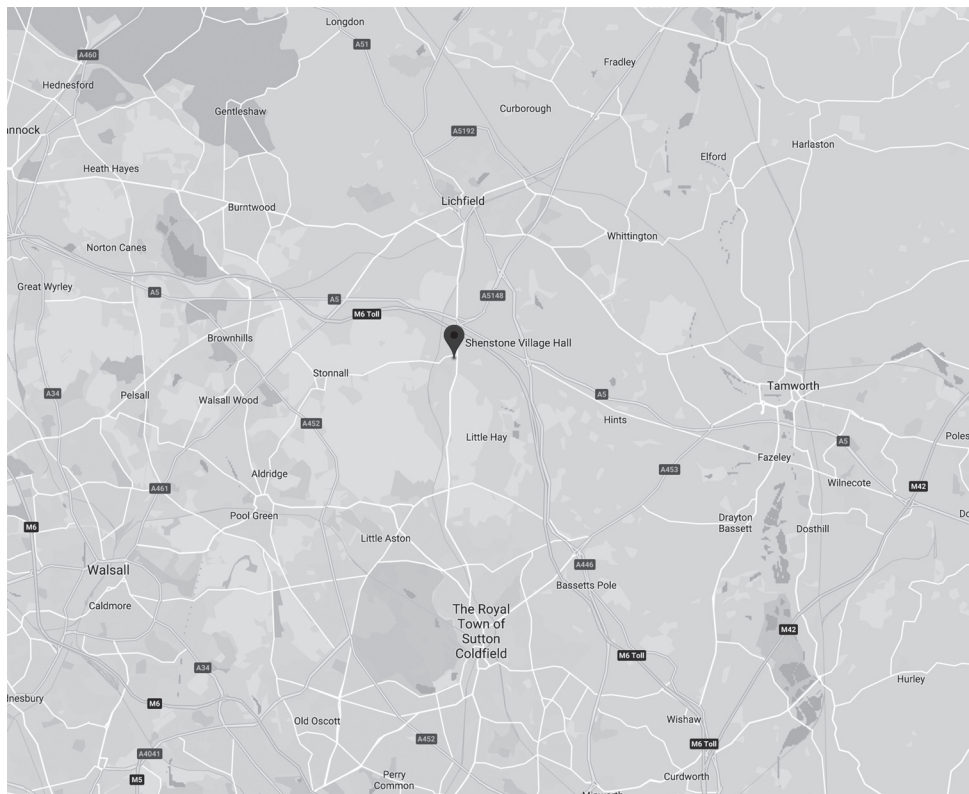 Longdon
A51
A460
Fradley
Hednesford
Curborough
Gentleshaw
annock
A5192
Harlaston
Elford
Heath Hayes
Lichfield
Burntwood
Whittington
Norton Canes
Great Wyrley
A5
A5
A5148
M6 Toll
Brownhills
Shenstone Village Hall
Stonnall
Tamworth
A34
Pelsall
A5
Walsall Wood
Hints
A452
Little Hay
Poles
A5
Fazeley
A453
Aldridge
Wilnecote
M42
A461
Pool Green
Drayton
Bassett
Do
M6
Dosthill
Little Aston
A446
Walsall
Bassetts Pole
Caldmore
The Royal
Town of
Sutton
Coldfield
M42
M6 Toll
A34
Hurley
dnesbury
M6
Old Oscott
Wishaw
A452
M6 Toll
A4041
M5
Perry
Common
Curdworth